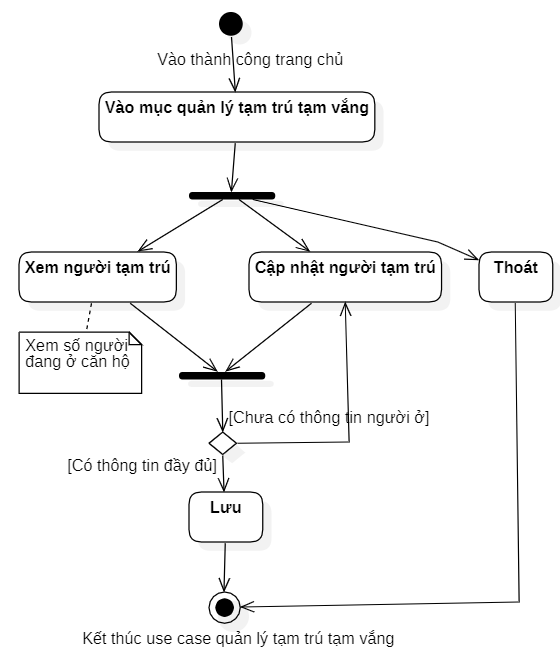 Vào thành công trang chủ
Vào mục quản lý tạm trú tạm vắng
Xem người tạm trú
Cập nhật người tạm trú
Thoát
Xem số người
đang ở căn hộ
[Chưa có thông tin người ở]
[Có thông tin đầy đủ]
Lưu
Kết thúc use case quản lý tạm trú tạm vắng